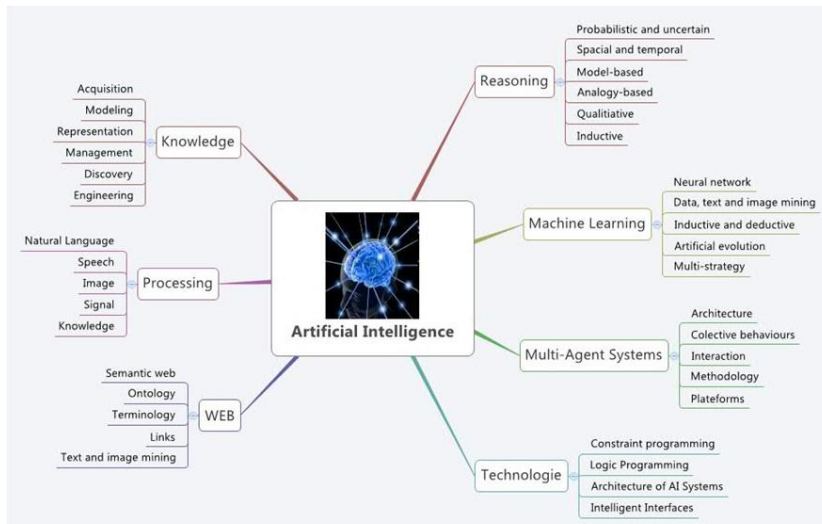 Artificial Intelligence
Reasoning
Probabilistic and uncertain
Spacial and temporal
Model-based
Analogy-based
Qualitiative
Inductive
Machine Learning
Neural network
Data, text and image mining
Inductive and deductive
Artificial evolution
Multi-strategy
Multi-Agent Systems
Architecture
Colective behaviours
Interaction
Methodology
Plateforms
Technologie
Constraint programming
Logic Programming
Architecture of AI Systems
Intelligent Interfaces
Knowledge
Acquisition
Modeling
Representation
Management
Discovery
Engineering
Processing
Natural Language
Speech
Image
Signal
Knowledge
WEB
Semantic web
Ontology
Terminology
Links
Text and image mining